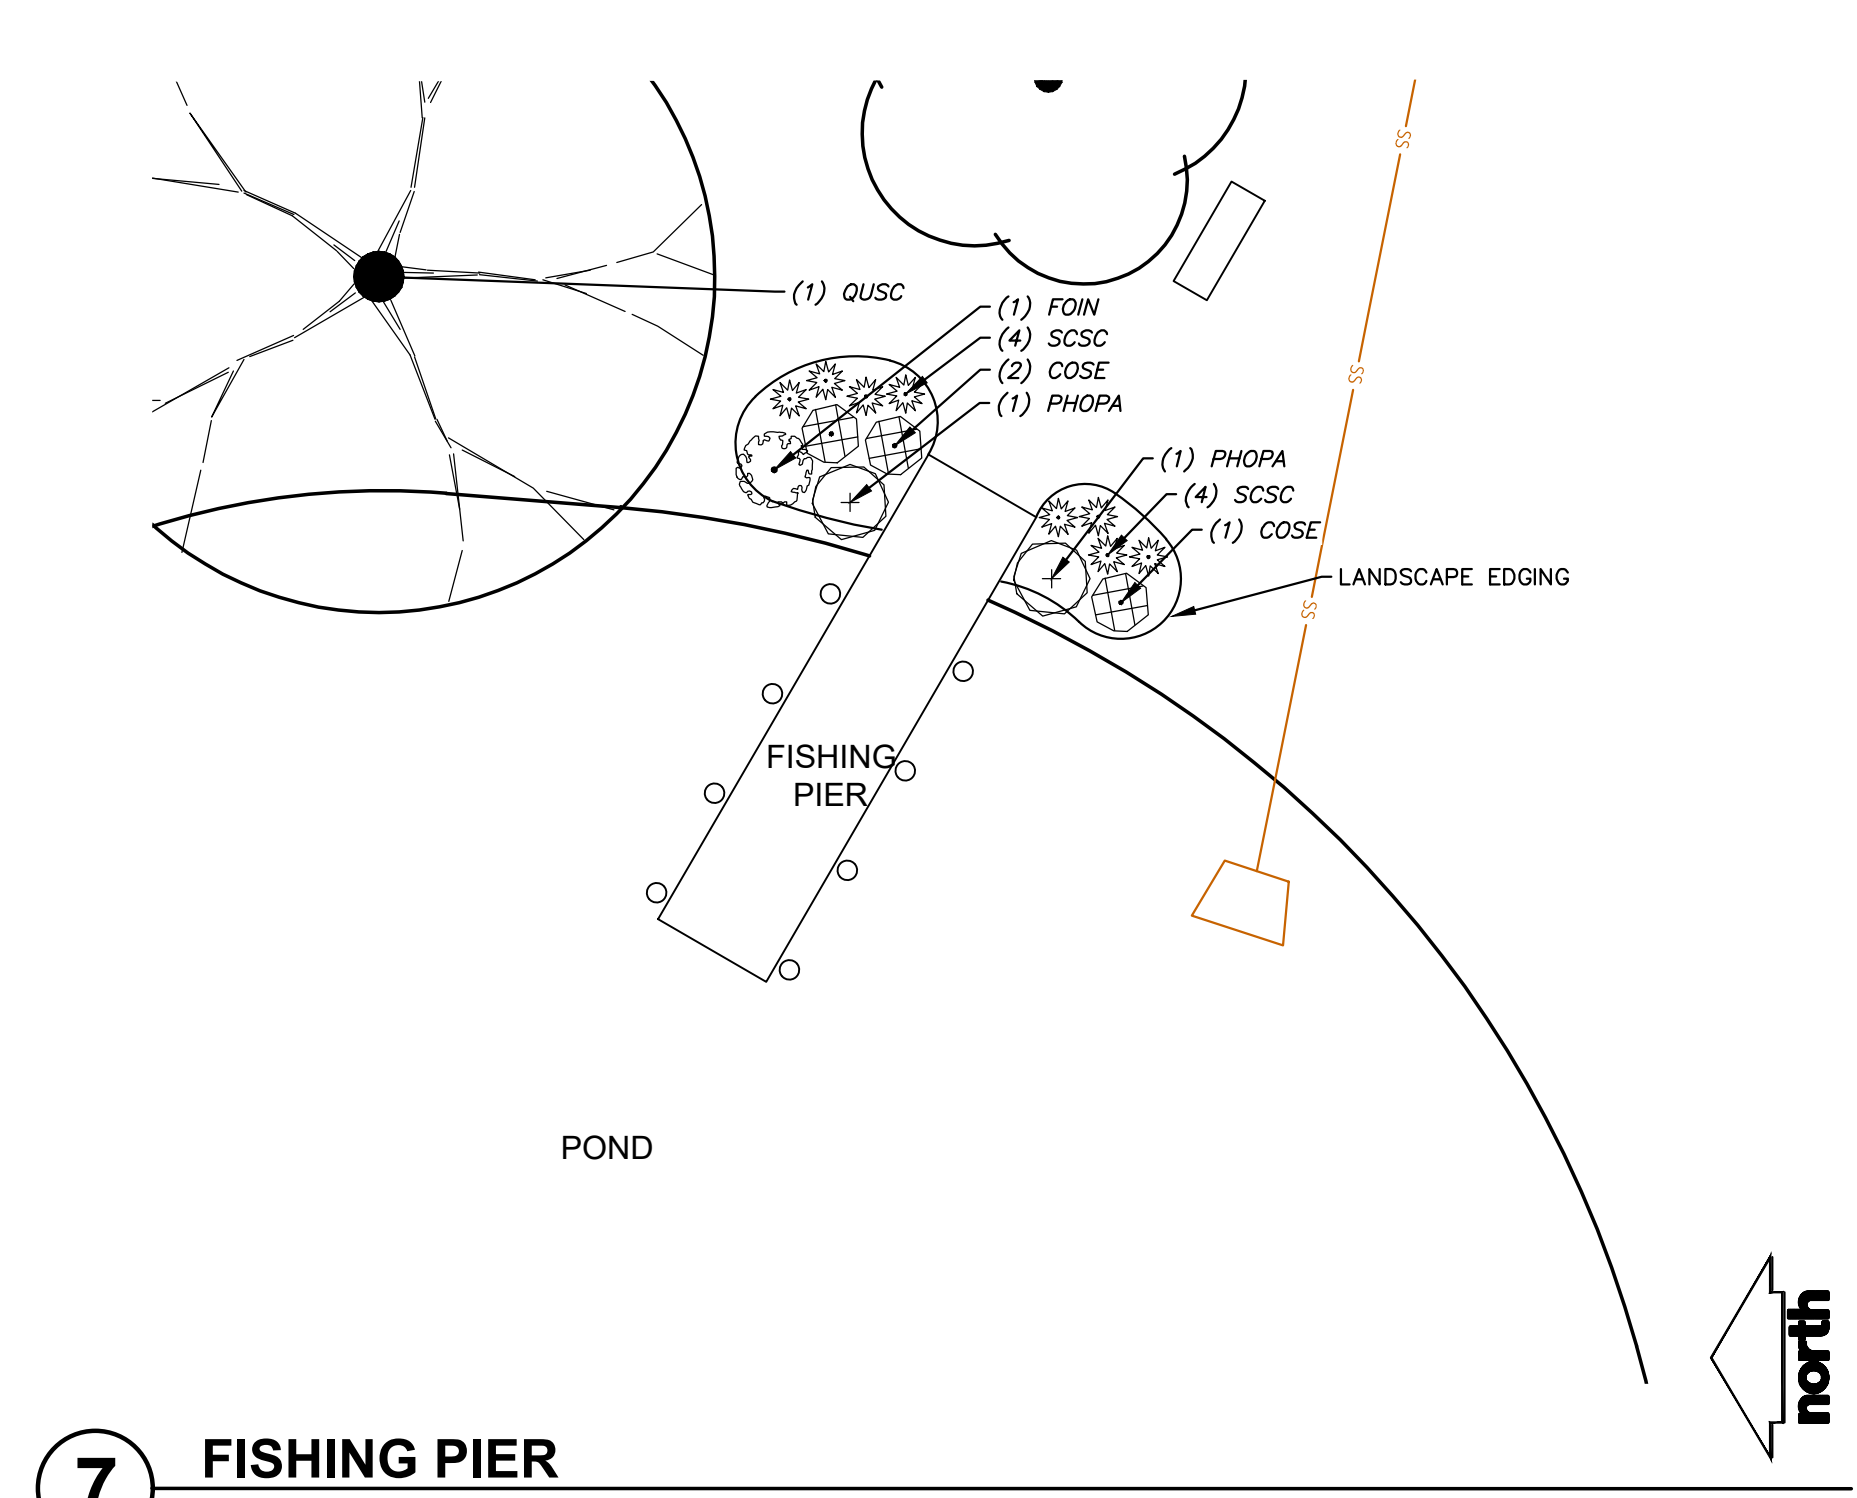 SS
(1) QUSC
(1) FOIN
(4) SCSC
(2) COSE
SS
(1) PHOPA
(1) PHOPA
(4) SCSC
(1) COSE
LANDSCAPE EDGING
SS
FISHING
PIER
POND
north
7
FISHING PIER